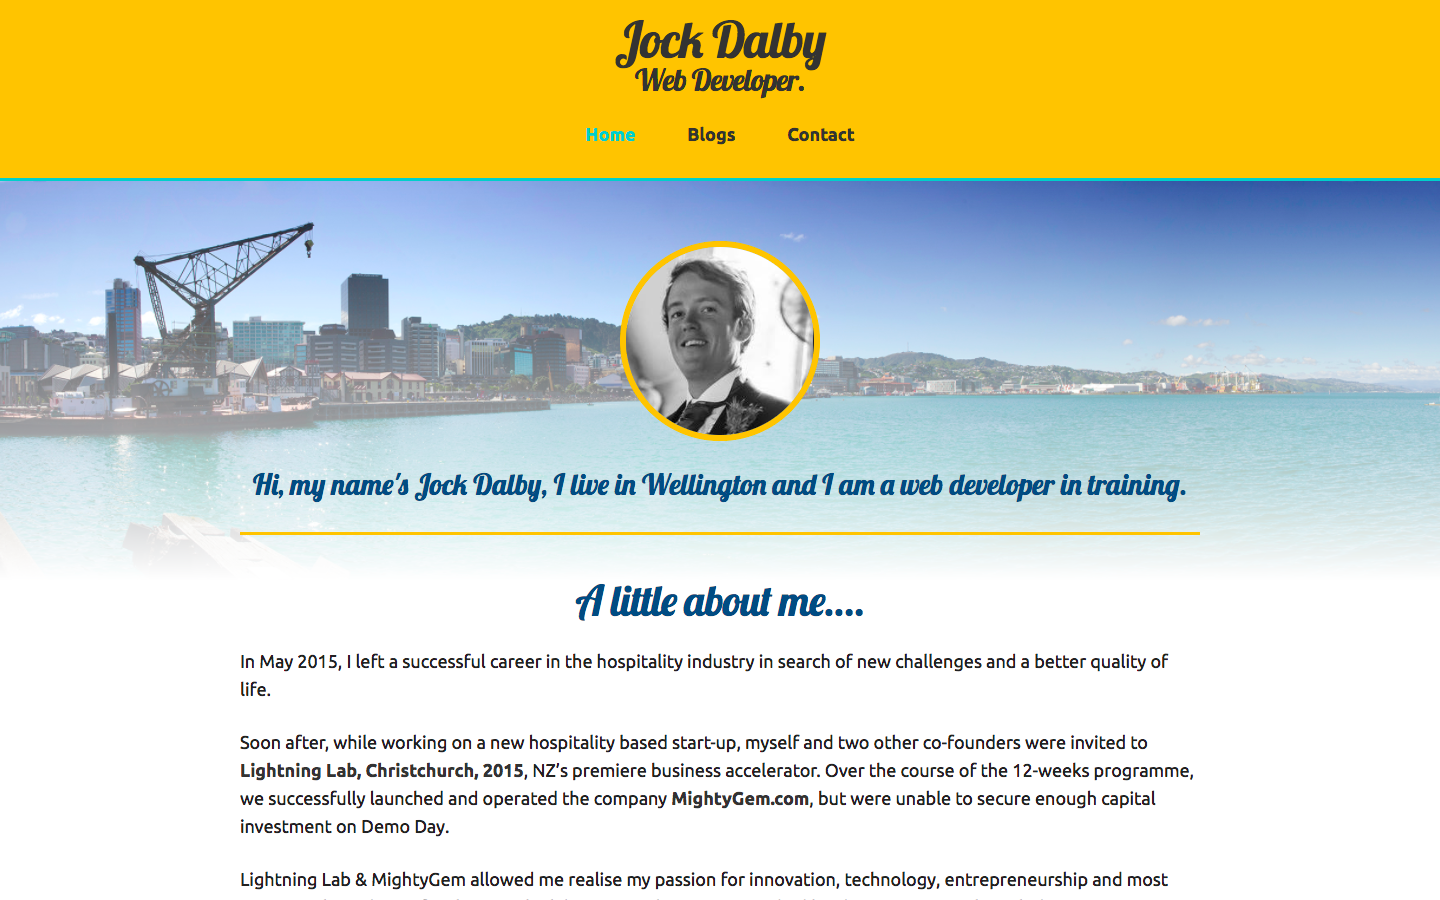 Jock Dalby
Web Developer.
Home Blogs Contact
Hi, my name's Jock Dalby, I live in Wellington and I am a web developer in training.
A little about me....
In May 2015, I left a successful career in the hospitality industry in search of new challenges and a better quality of
life.
Soon after, while working on a new hospitality based start-up, myself and two other co-founders were invited to
Lightning Lab, Christchurch, 2015, NZ’s premiere business accelerator. Over the course of the 12-weeks programme,
we successfully launched and operated the company MightyGem.com, but were unable to secure enough capital
investment on Demo Day.
Lightning Lab & MightyGem allowed me realise my passion for innovation, technology, entrepreneurship and most